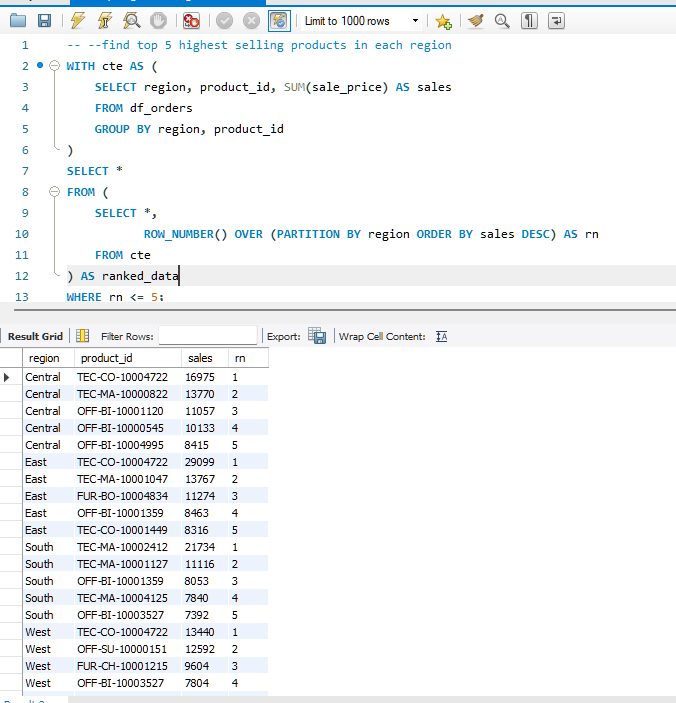 Limit to 1000 rows
1 -- --find top 5 highest selling products in each region
2 WITH cte AS (
3 SELECT region, product_id, SUM(sale_price) AS sales
4 FROM df_orders
5 GROUP BY region, product_id
6 )
7 SELECT *
8 FROM (
9 SELECT *,
10 ROW_NUMBER() OVER (PARTITION BY region ORDER BY sales DESC) AS rn
11 FROM cte
12 ) AS ranked_data
13 WHERE rn <= 5;
Result Grid Filter Rows: Export: Wrap Cell Content:
region product_id sales rn
Central TEC-CO-10004722 16975 1
Central TEC-MA-10000822 13770 2
Central OFF-BI-10001120 11057 3
Central OFF-BI-10000545 10133 4
Central OFF-BI-10004995 8415 5
East TEC-CO-10004722 29099 1
East TEC-MA-10001047 13767 2
East FUR-BO-10004834 11274 3
East OFF-BI-10001359 8463 4
East TEC-CO-10001449 8316 5
South TEC-MA-10002412 21734 1
South TEC-MA-10001127 11116 2
South OFF-BI-10001359 8053 3
South TEC-MA-10004125 7840 4
South OFF-BI-10003527 7392 5
West TEC-CO-10004722 13440 1
West OFF-SU-10000151 12592 2
West FUR-CH-10001215 9604 3
West OFF-BI-10003527 7804 4